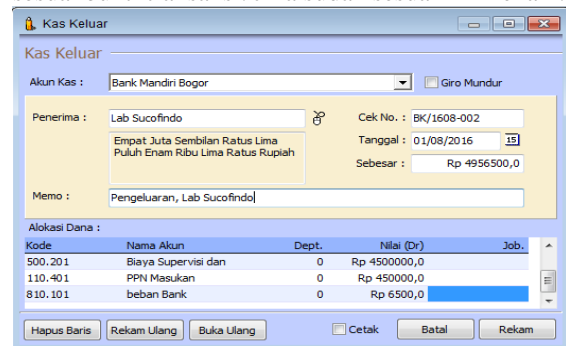 Kas Keluar
Kas Keluar
Akun Kas : Bank Mandiri Bogor Giro Mundur
Penerima : Lab Sucofindo Cek No. : BK/1608-002
Empat Juta Sembilan Ratus Lima Tanggal : 01/08/2016 15
Puluh Enam Ribu Lima Ratus Rupiah
Sebesar : Rp 4956500,0
Memo : Pengeluaran, Lab Sucofindo
Alokasi Dana :
Kode Nama Akun Dept. Nilai (Dr) Job.
500.201 Biaya Supervisi dan 0 Rp 4500000,0
110.401 PPN Masukan 0 Rp 450000,0
810.101 beban Bank 0 Rp 6500,0
Hapus Baris Rekam Ulang Buka Ulang Cetak Batal Rekam